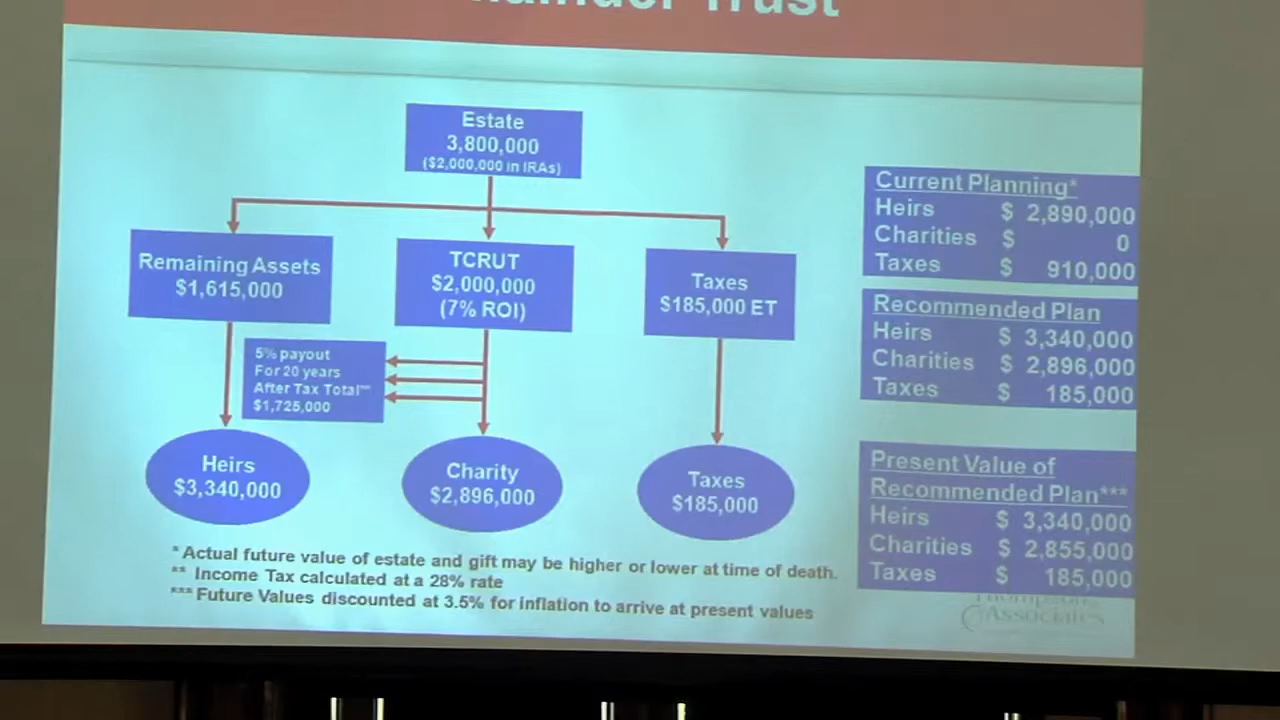 Trust
Estate
3,800,000
($2,000,000 in IRAs)
Remaining Assets
$1,615,000
TCRUT
$2,000,000
(7% ROI)
Taxes
$185,000 ET
5% payout
For 20 years
After Tax Total**
$1,725,000
Heirs
$3,340,000
Charity
$2,896,000
Taxes
$185,000
Current Planning*
Heirs $ 2,890,000
Charities $ 0
Taxes $ 910,000
Recommended Plan
Heirs $ 3,340,000
Charities $ 2,896,000
Taxes $ 185,000
Present Value of
Recommended Plan***
Heirs $ 3,340,000
Charities $ 2,855,000
Taxes $ 185,000
* Actual future value of estate and gift may be higher or lower at time of death.
** Income Tax calculated at a 28% rate
*** Future Values discounted at 3.5% for inflation to arrive at present values
Associates